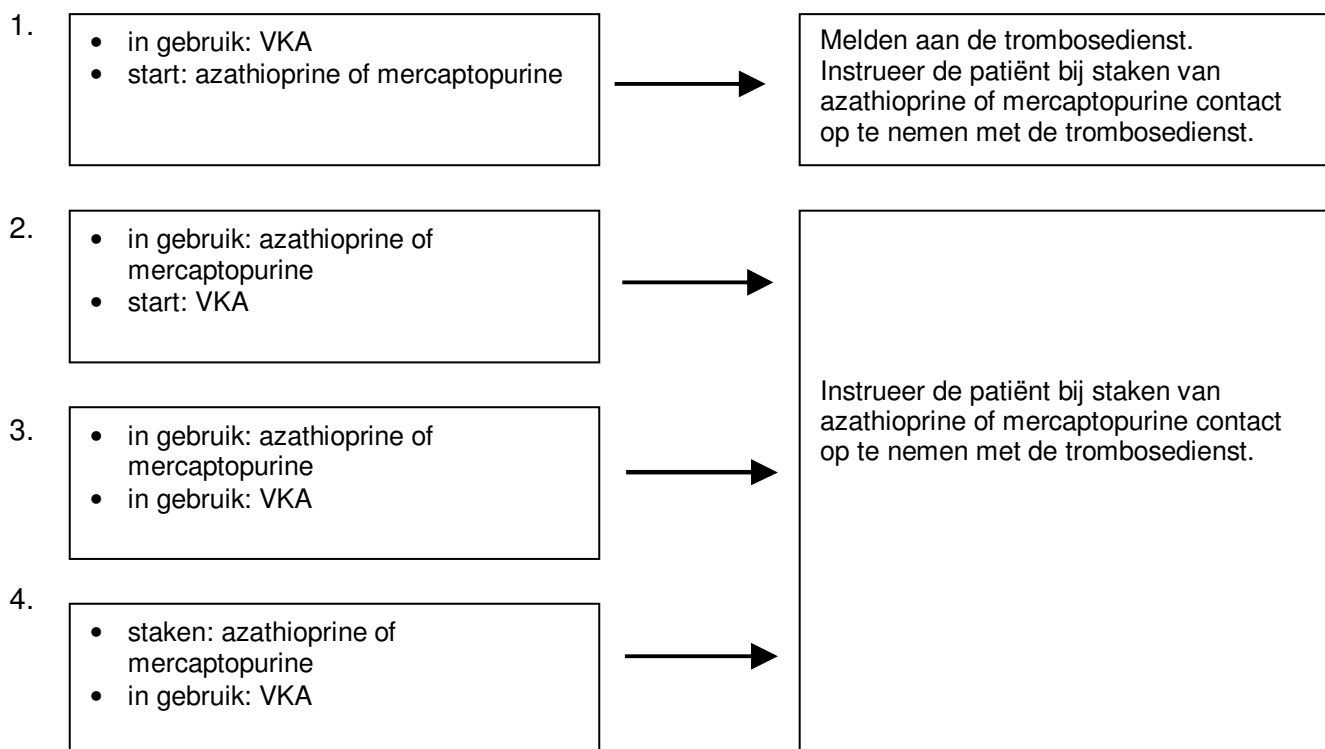 1.
• in gebruik: VKA
• start: azathioprine of mercaptopurine
Melden aan de trombosedienst.
Instrueer de patiënt bij staken van
azathioprine of mercaptopurine contact
op te nemen met de trombosedienst.
2.
• in gebruik: azathioprine of
mercaptopurine
• start: VKA
3.
• in gebruik: azathioprine of
mercaptopurine
• in gebruik: VKA
4.
• staken: azathioprine of
mercaptopurine
• in gebruik: VKA
Instrueer de patiënt bij staken van
azathioprine of mercaptopurine contact
op te nemen met de trombosedienst.